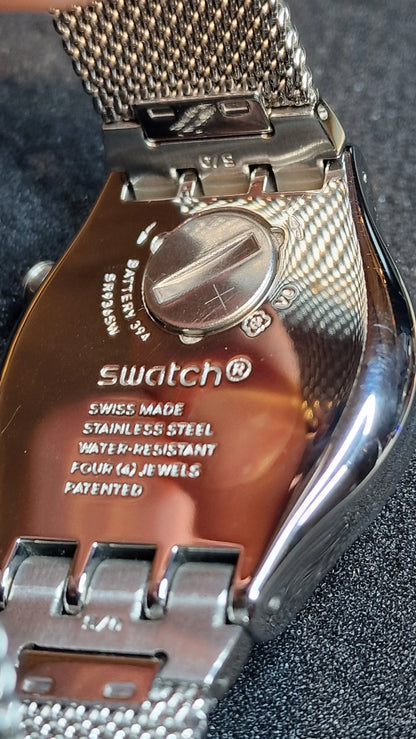 S/S
BATTERY 394
SR936SW
+
swatch®
SWISS MADE
STAINLESS STEEL
WATER-RESISTANT
FOUR (4) JEWELS
PATENTED